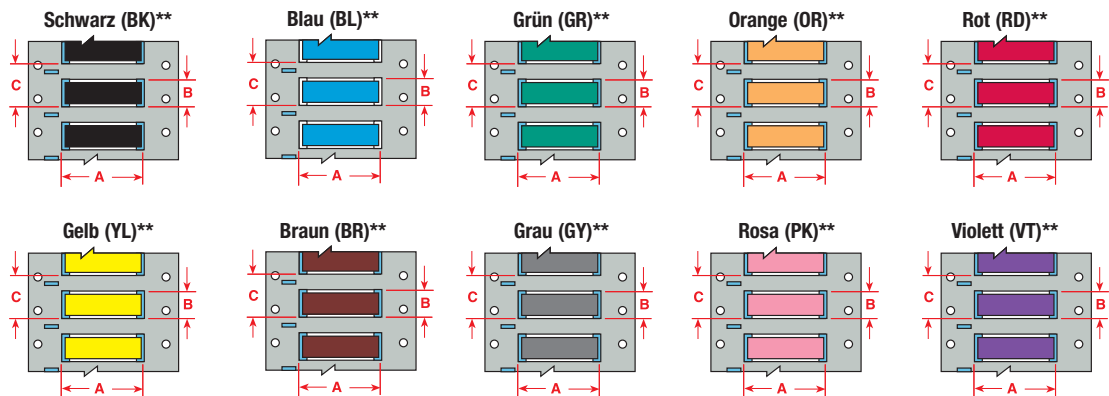 Schwarz (BK)**
Blau (BL)**
Grün (GR)**
Orange (OR)**
Rot (RD)**
C B A
C B A
C B A
C B A
C B A
Gelb (YL)**
Braun (BR)**
Grau (GY)**
Rosa (PK)**
Violett (VT)**
C B A
C B A
C B A
C B A
C B A